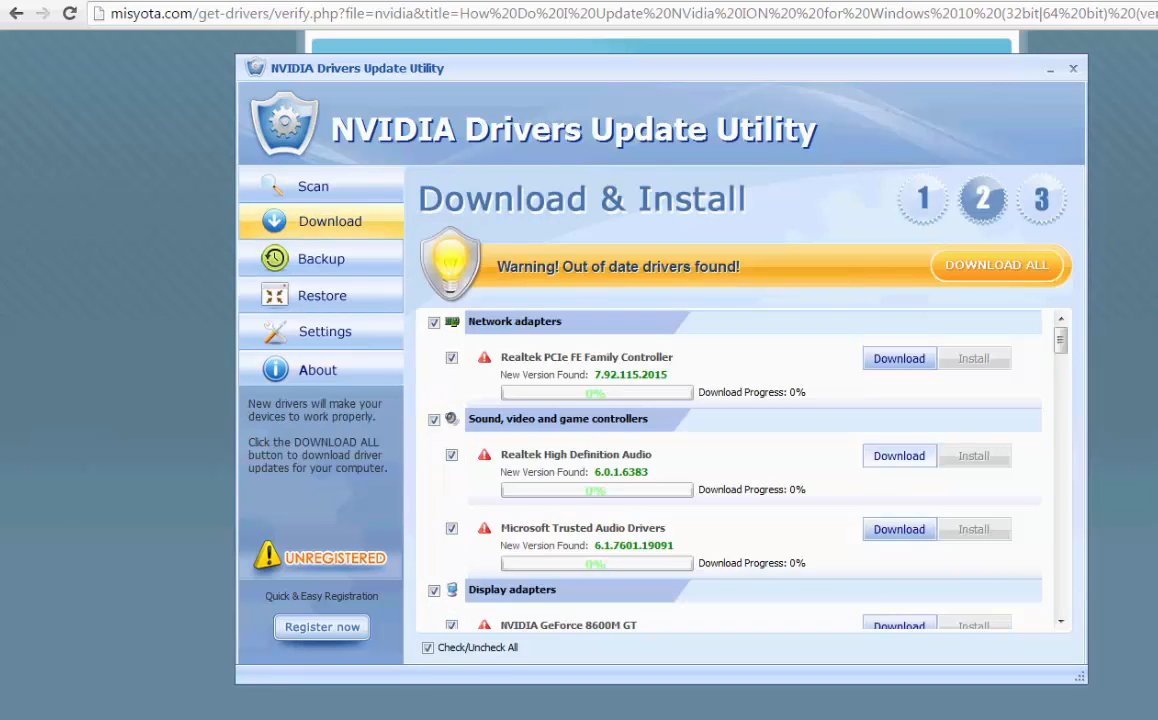 misyota.com/get-drivers/verify.php?file=nvidia&title=How%20Do%20I%20Update%20NVidia%20ION%20%20for%20Windows%2010%20(32bit|64%20bit)%20(ver
NVIDIA Drivers Update Utility
NVIDIA Drivers Update Utility
Scan
Download
Backup
Restore
Settings
About
New drivers will make your
devices to work properly.
Click the DOWNLOAD ALL
button to download driver
updates for your computer.
UNREGISTERED
Quick & Easy Registration
Register now
Download & Install
1 2 3
Warning! Out of date drivers found!
DOWNLOAD ALL
Network adapters
Realtek PCIe FE Family Controller
Download Install
New Version Found: 7.92.115.2015
0% Download Progress: 0%
Sound, video and game controllers
Realtek High Definition Audio
Download Install
New Version Found: 6.0.1.6383
0% Download Progress: 0%
Microsoft Trusted Audio Drivers
Download Install
New Version Found: 6.1.7601.19091
0% Download Progress: 0%
Display adapters
NVIDIA GeForce 8600M GT
Download Install
Check/Uncheck All